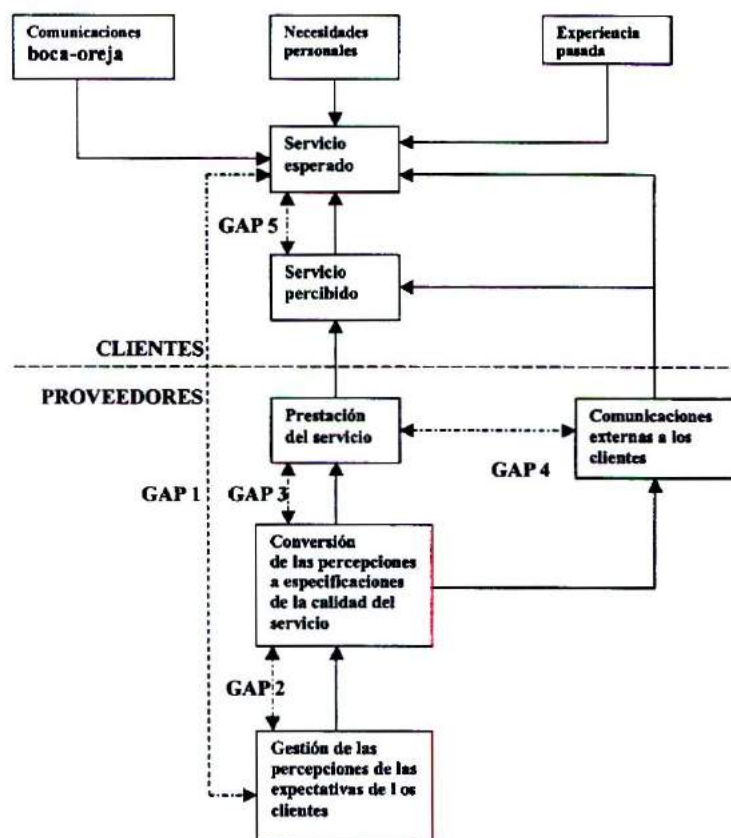 Comunicaciones
boca-oreja
Necesidades
personales
Experiencia
pasada
Servicio
esperado
GAP 5
Servicio
percibido
CLIENTES
PROVEEDORES
Prestación
del servicio
Comunicaciones
externas a los
clientes
GAP 4
GAP 1
GAP 3
Conversión
de las percepciones
a especificaciones
de la calidad del
servicio
GAP 2
Gestión de las
percepciones de las
expectativas de l os
clientes